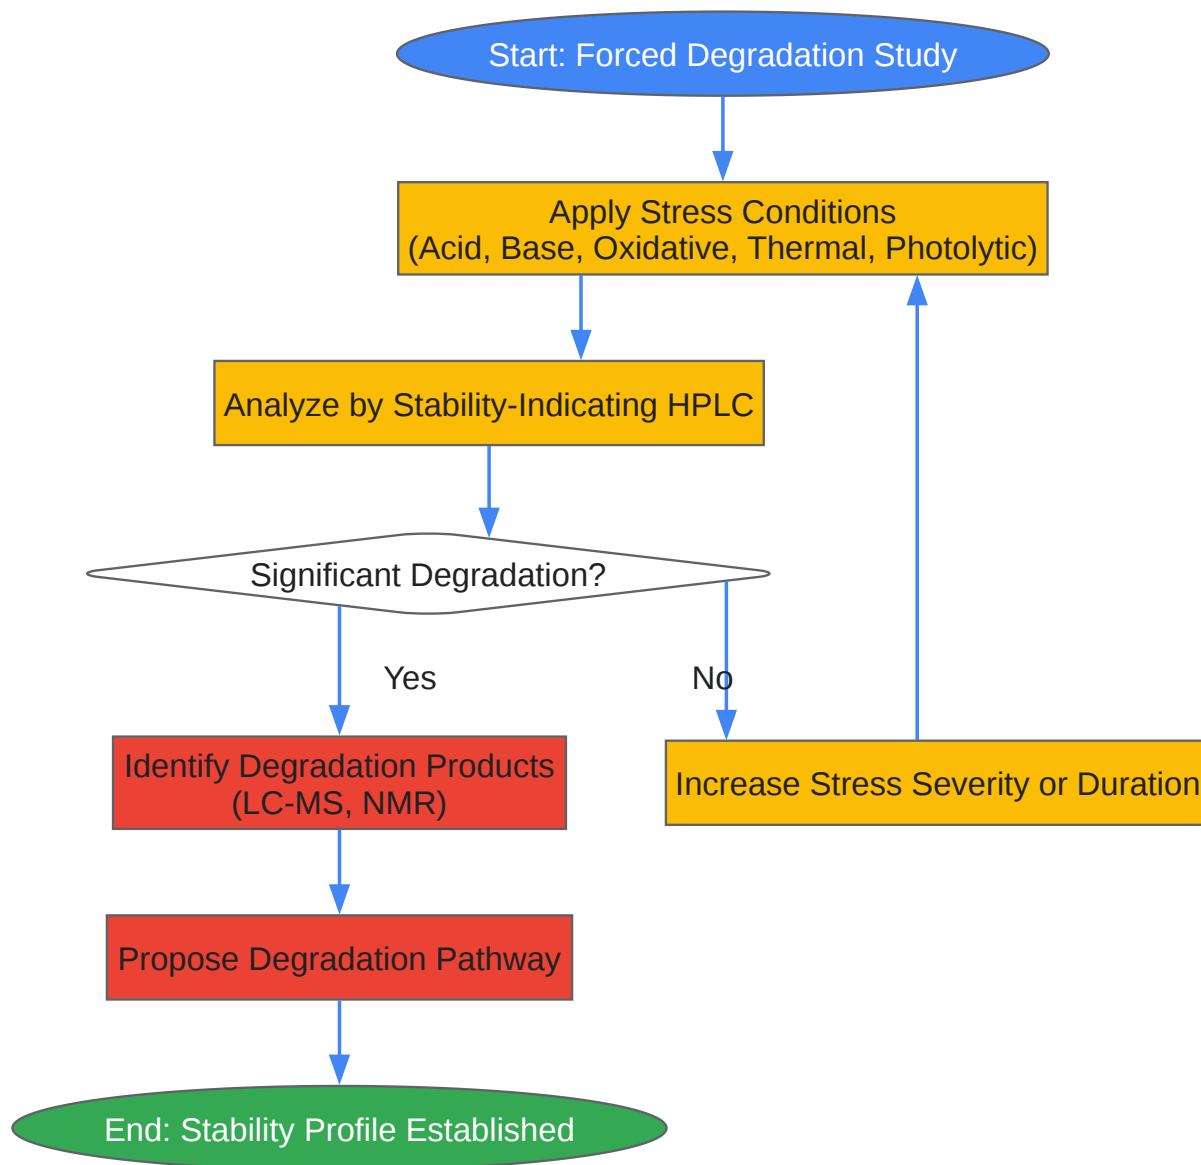 Start: Forced Degradation Study
Apply Stress Conditions
(Acid, Base, Oxidative, Thermal, Photolytic)
Analyze by Stability-Indicating HPLC
Significant Degradation?
Yes
No
Identify Degradation Products
(LC-MS, NMR)
Increase Stress Severity or Duration
Propose Degradation Pathway
End: Stability Profile Established